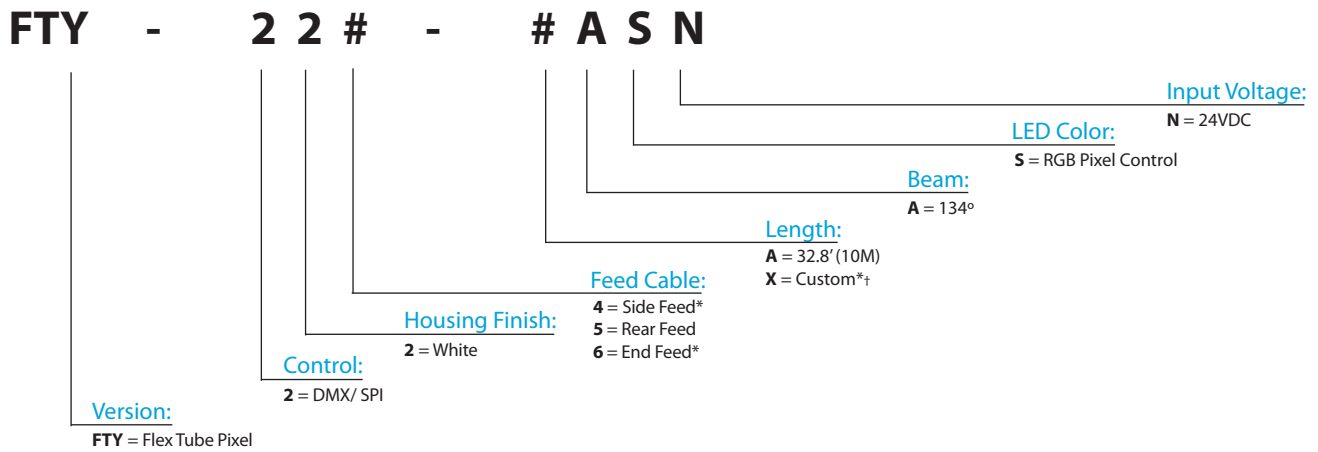 FTY - 2 2 # - # A S N
Input Voltage:
N = 24VDC
LED Color:
S = RGB Pixel Control
Beam:
A = 134º
Length:
A = 32.8' (10M)
X = Custom*†
Feed Cable:
4 = Side Feed*
5 = Rear Feed
6 = End Feed*
Housing Finish:
2 = White
Control:
2 = DMX/ SPI
Version:
FTY = Flex Tube Pixel